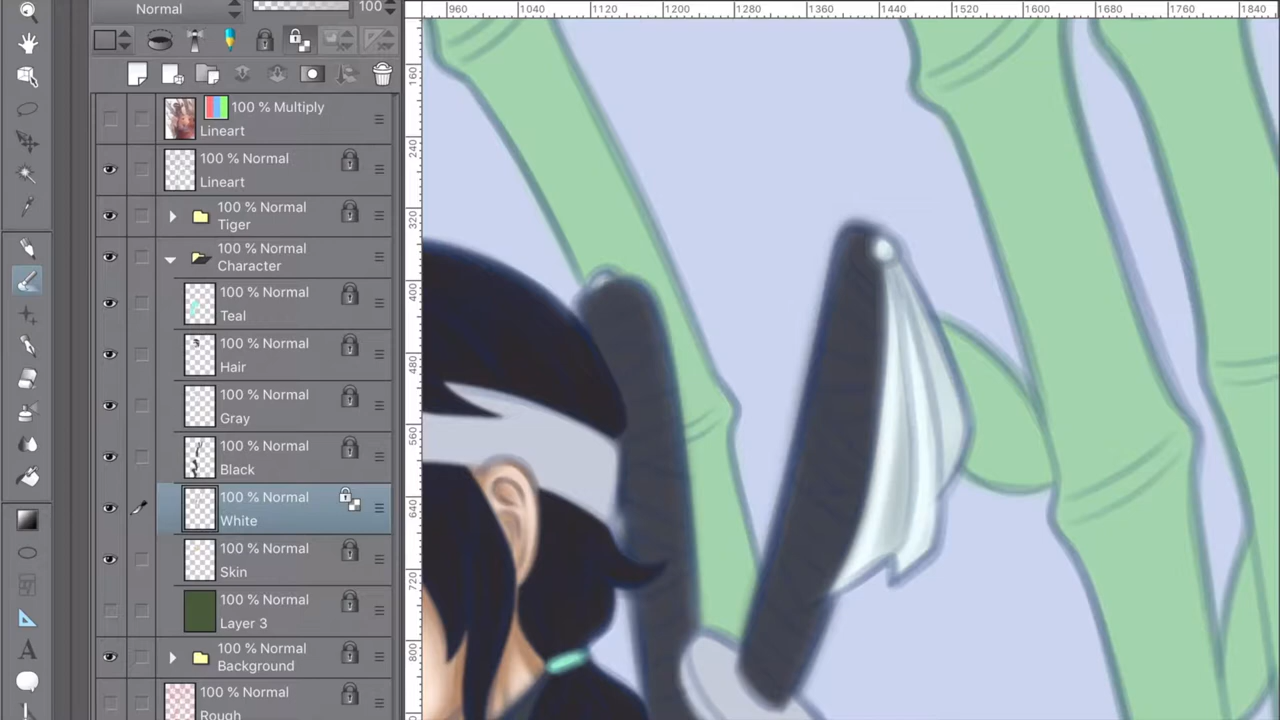 Normal
100
960 1040 1120 1200 1280 1360 1440 1520 1600 1680 1760 1840
160
240
320
400
480
560
640
720
800
100 % Multiply
Lineart
100 % Normal
Lineart
100 % Normal
Tiger
100 % Normal
Character
100 % Normal
Teal
100 % Normal
Hair
100 % Normal
Gray
100 % Normal
Black
100 % Normal
White
100 % Normal
Skin
100 % Normal
Layer 3
100 % Normal
Background
100 % Normal
Rough